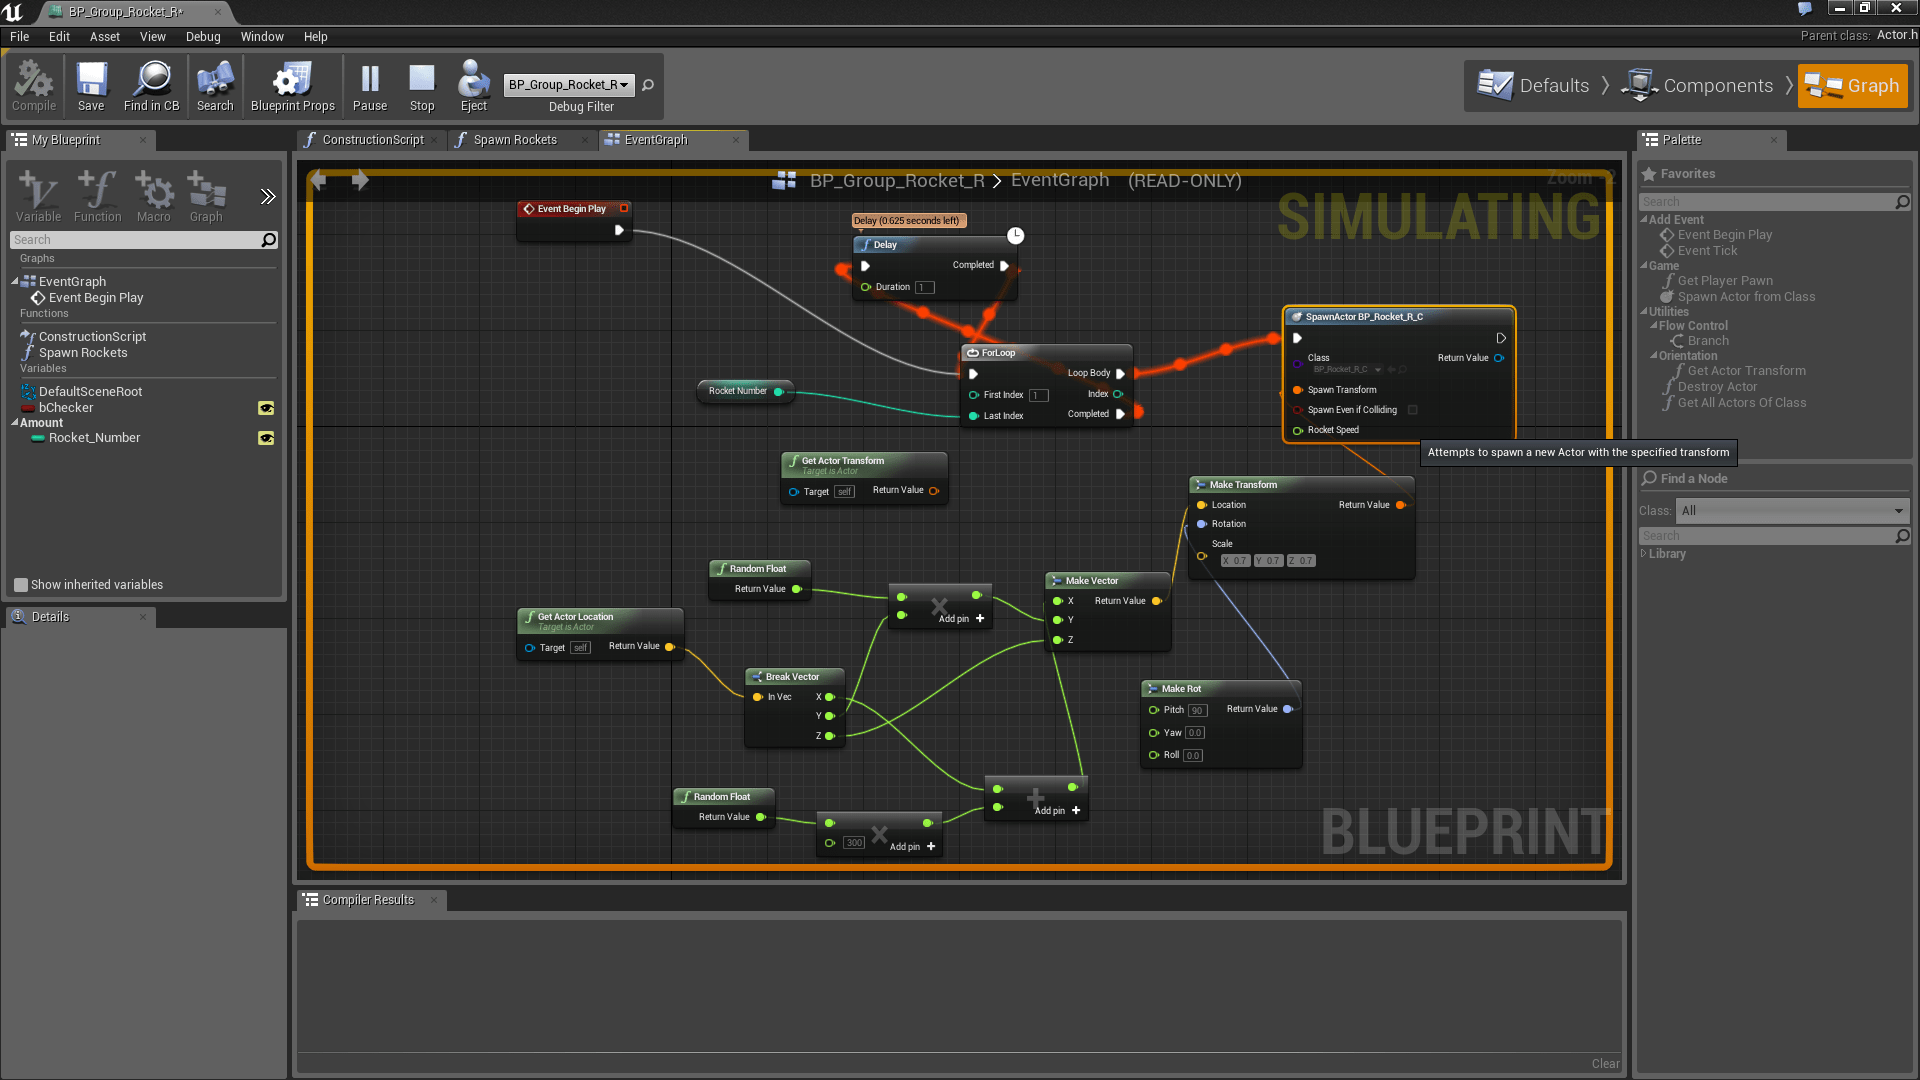 BP_Group_Rocket_R*
File Edit Asset View Debug Window Help
Parent class: Actor.h
Compile Save Find in CB Search Blueprint Props Pause Stop Eject
BP_Group_Rocket_R
Debug Filter
Defaults Components Graph
My Blueprint
Variable Function Macro Graph
Search
Graphs
EventGraph
Event Begin Play
Functions
ConstructionScript
Spawn Rockets
Variables
DefaultSceneRoot
bChecker
Amount
Rocket_Number
Show inherited variables
Details
ConstructionScript Spawn Rockets EventGraph
BP_Group_Rocket_R > EventGraph (READ-ONLY)
Zoom -2
SIMULATING
Event Begin Play
Delay (0.625 seconds left)
Delay
Completed
Duration 1
ForLoop
Loop Body
First Index 1 Index
Last Index Completed
Rocket Number
SpawnActor BP_Rocket_R_C
Class Return Value
BP_Rocket_R_C
Spawn Transform
Spawn Even if Colliding
Rocket Speed
Attempts to spawn a new Actor with the specified transform
Get Actor Transform
Target is Actor
Target self Return Value
Make Transform
Location Return Value
Rotation
Scale
X 0.7 Y 0.7 Z 0.7
Random Float
Return Value
Add pin +
Make Vector
X Return Value
Y
Z
Get Actor Location
Target is Actor
Target self Return Value
Break Vector
In Vec X
Y
Z
Make Rot
Pitch 90 Return Value
Yaw 0.0
Roll 0.0
Random Float
Return Value
Add pin +
300 Add pin +
BLUEPRINT
Compiler Results
Clear
Palette
Favorites
Search
Add Event
Event Begin Play
Event Tick
Game
Get Player Pawn
Spawn Actor from Class
Utilities
Flow Control
Branch
Orientation
Get Actor Transform
Destroy Actor
Get All Actors Of Class
Find a Node
Class: All
Search
Library